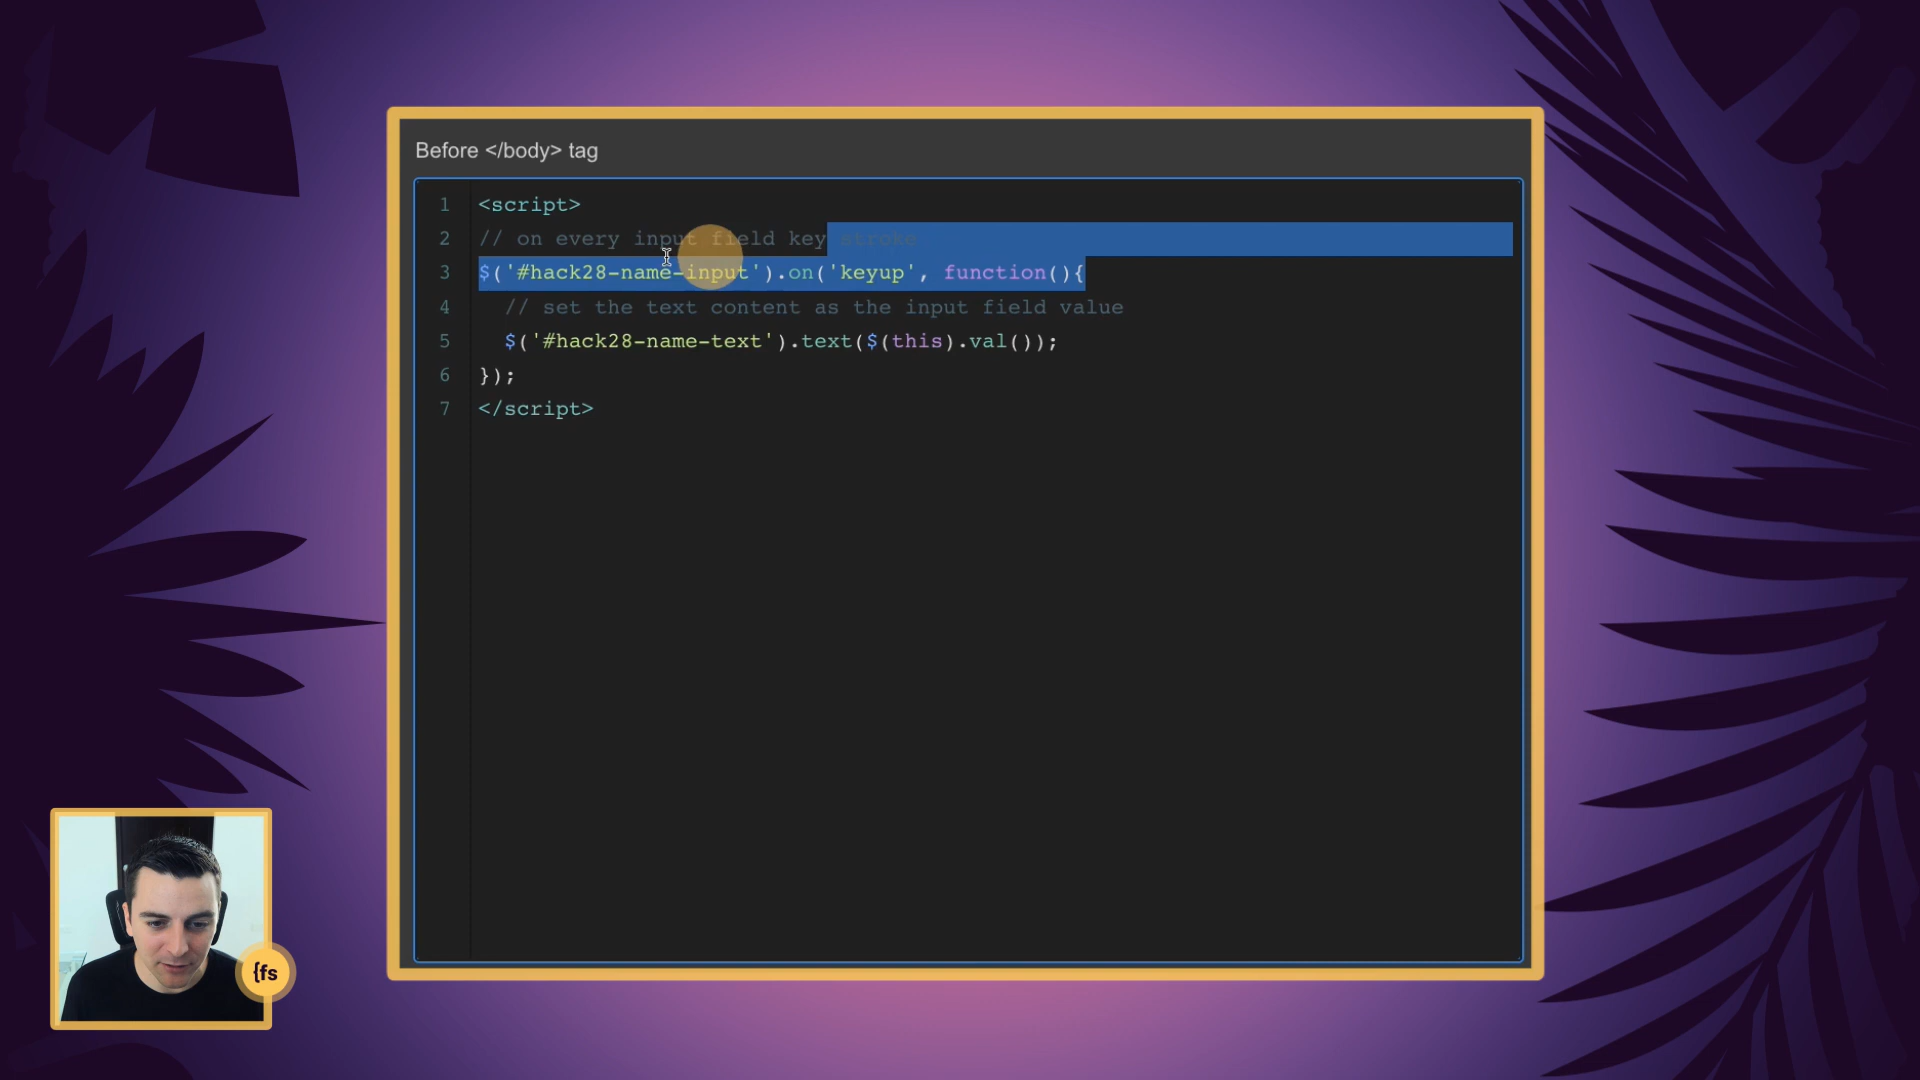 Before </body> tag
1 <script>
2 // on every input field key stroke
3 $('#hack28-name-input').on('keyup', function(){
4 // set the text content as the input field value
5 $('#hack28-name-text').text($(this).val());
6 });
7 </script>
{fs